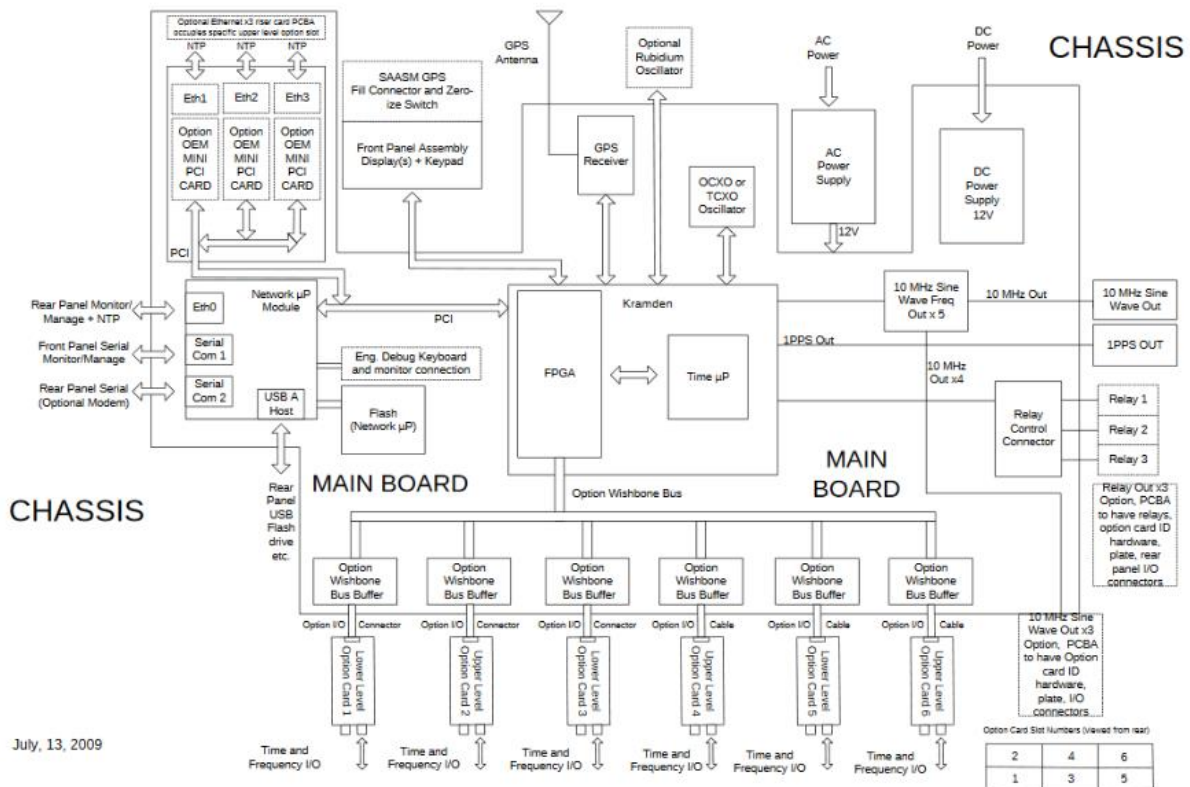 Optional Ethernet x3 riser card PCBA
occupies specific upper level option slot
NTP NTP NTP
Eth1 Eth2 Eth3
Option
OEM
MINI
PCI
CARD
Option
OEM
MINI
PCI
CARD
Option
OEM
MINI
PCI
CARD
PCI
SAASM GPS
Fill Connector and Zero-
ize Switch
Front Panel Assembly
Display(s) + Keypad
GPS
Antenna
GPS
Receiver
Optional
Rubidium
Oscillator
OCXO or
TCXO
Oscillator
AC
Power
AC
Power
Supply
12V
DC
Power
DC
Power
Supply
12V
CHASSIS
Rear Panel Monitor/
Manage + NTP
Front Panel Serial
Monitor/Manage
Rear Panel Serial
(Optional Modem)
Network µP
Module
Eth0
Serial
Com 1
Serial
Com 2
USB A
Host
PCI
Eng. Debug Keyboard
and monitor connection
Flash
(Network µP)
Rear
Panel
USB
Flash
drive
etc.
Kramden
FPGA
Time µP
10 MHz Sine
Wave Freq
Out x 5
10 MHz Out
10 MHz Sine
Wave Out
1PPS Out
1PPS OUT
10 MHz
Out x4
Relay
Control
Connector
Relay 1
Relay 2
Relay 3
Relay Out x3
Option, PCBA
to have relays,
option card ID
hardware,
plate, rear
panel I/O
connectors
CHASSIS
MAIN BOARD
MAIN
BOARD
Option Wishbone Bus
Option
Wishbone
Bus Buffer
Option
Wishbone
Bus Buffer
Option
Wishbone
Bus Buffer
Option
Wishbone
Bus Buffer
Option
Wishbone
Bus Buffer
Option
Wishbone
Bus Buffer
Option I/O Connector
Option I/O Connector
Option I/O Connector
Option I/O Cable
Option I/O Cable
Option I/O Cable
Lower Level
Option Card 1
Upper Level
Option Card 2
Lower Level
Option Card 3
Upper Level
Option Card 4
Lower Level
Option Card 5
Upper Level
Option Card 6
10 MHz Sine
Wave Out x3
Option, PCBA
to have Option
card ID
hardware,
plate, I/O
connectors
July, 13, 2009
Time and
Frequency I/O
Time and
Frequency I/O
Time and
Frequency I/O
Time and
Frequency I/O
Time and
Frequency I/O
Time and
Frequency I/O
Option Card Slot Numbers (viewed from rear)
2 4 6
1 3 5